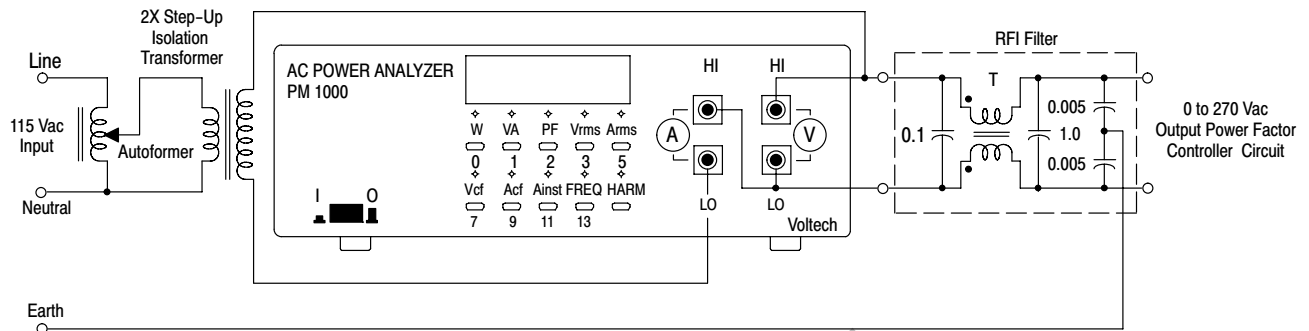 2X Step-Up
Isolation
Transformer
Line
115 Vac
Input
Autoformer
Neutral
Earth
AC POWER ANALYZER
PM 1000
W VA PF Vrms Arms
0 1 2 3 5
Vcf Acf Ainst FREQ HARM
7 9 11 13
I O
HI HI
A V
LO LO
Voltech
RFI Filter
T
0.1
1.0
0.005
0.005
0 to 270 Vac
Output Power Factor
Controller Circuit